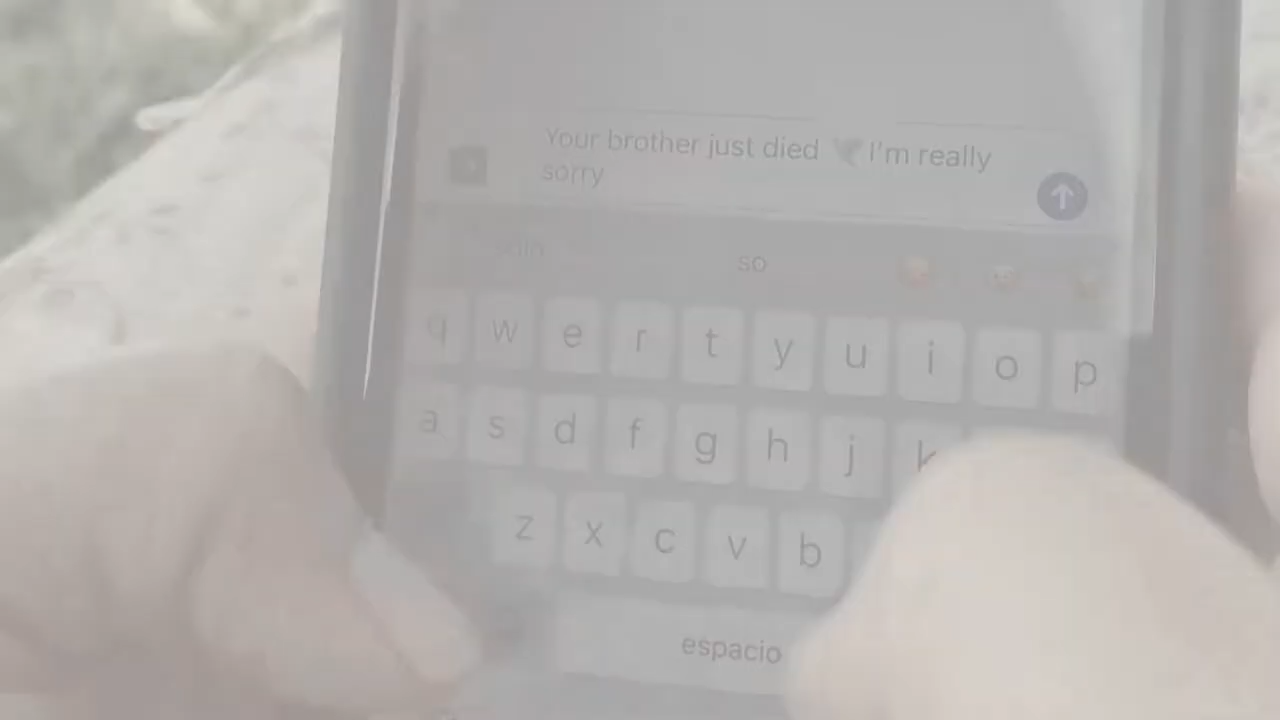 Your brother just died 🕊 I'm really
sorry
so
q w e r t y u i o p
a s d f g h j k
z x c v b
espacio